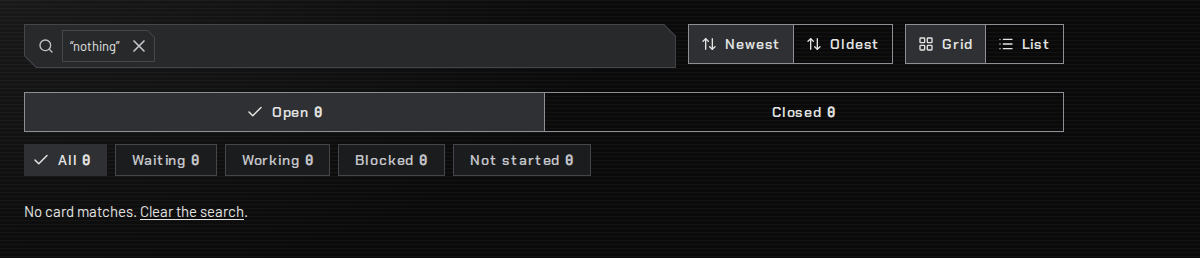 "nothing" Newest Oldest Grid List
Open 0 Closed 0
All 0 Waiting 0 Working 0 Blocked 0 Not started 0
No card matches. Clear the search.